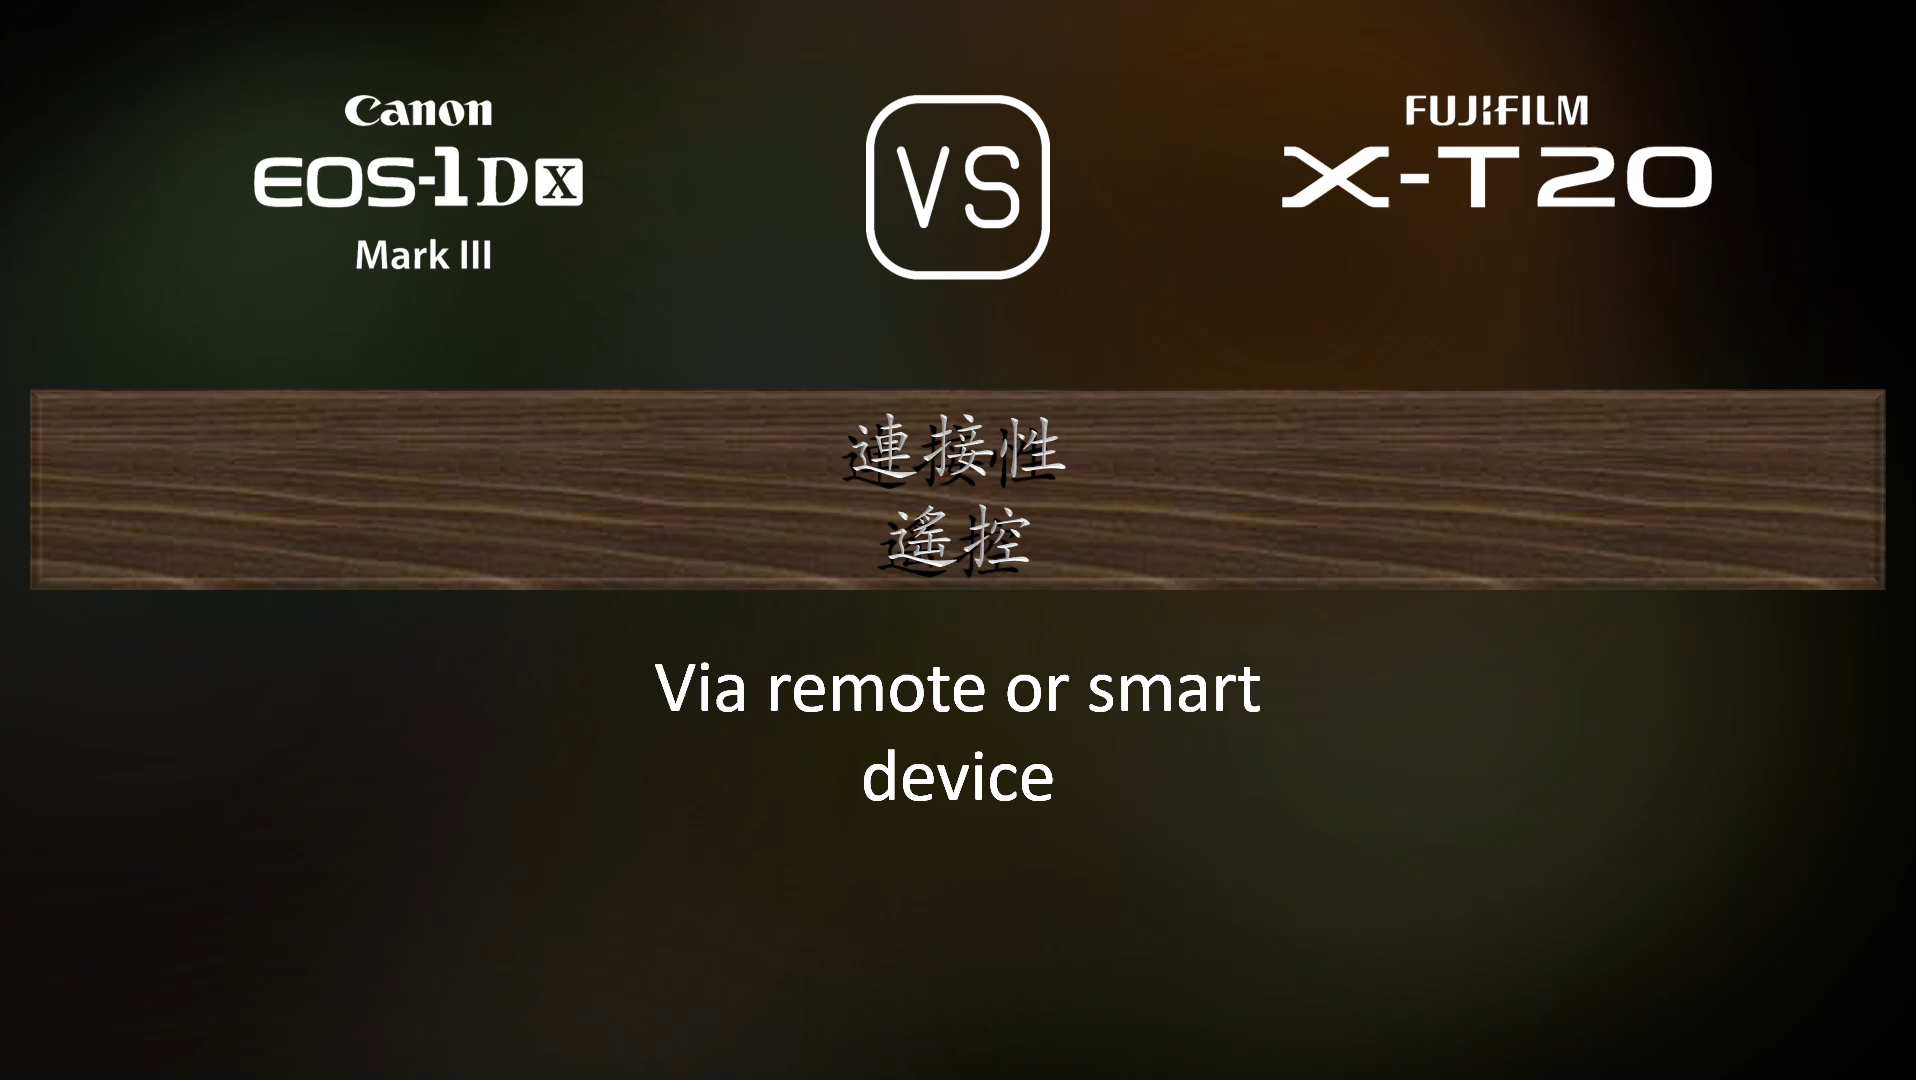 Canon
EOS-1D X
Mark III
VS
FUJIFILM
X-T20
連接性
遙控
Via remote or smart
device